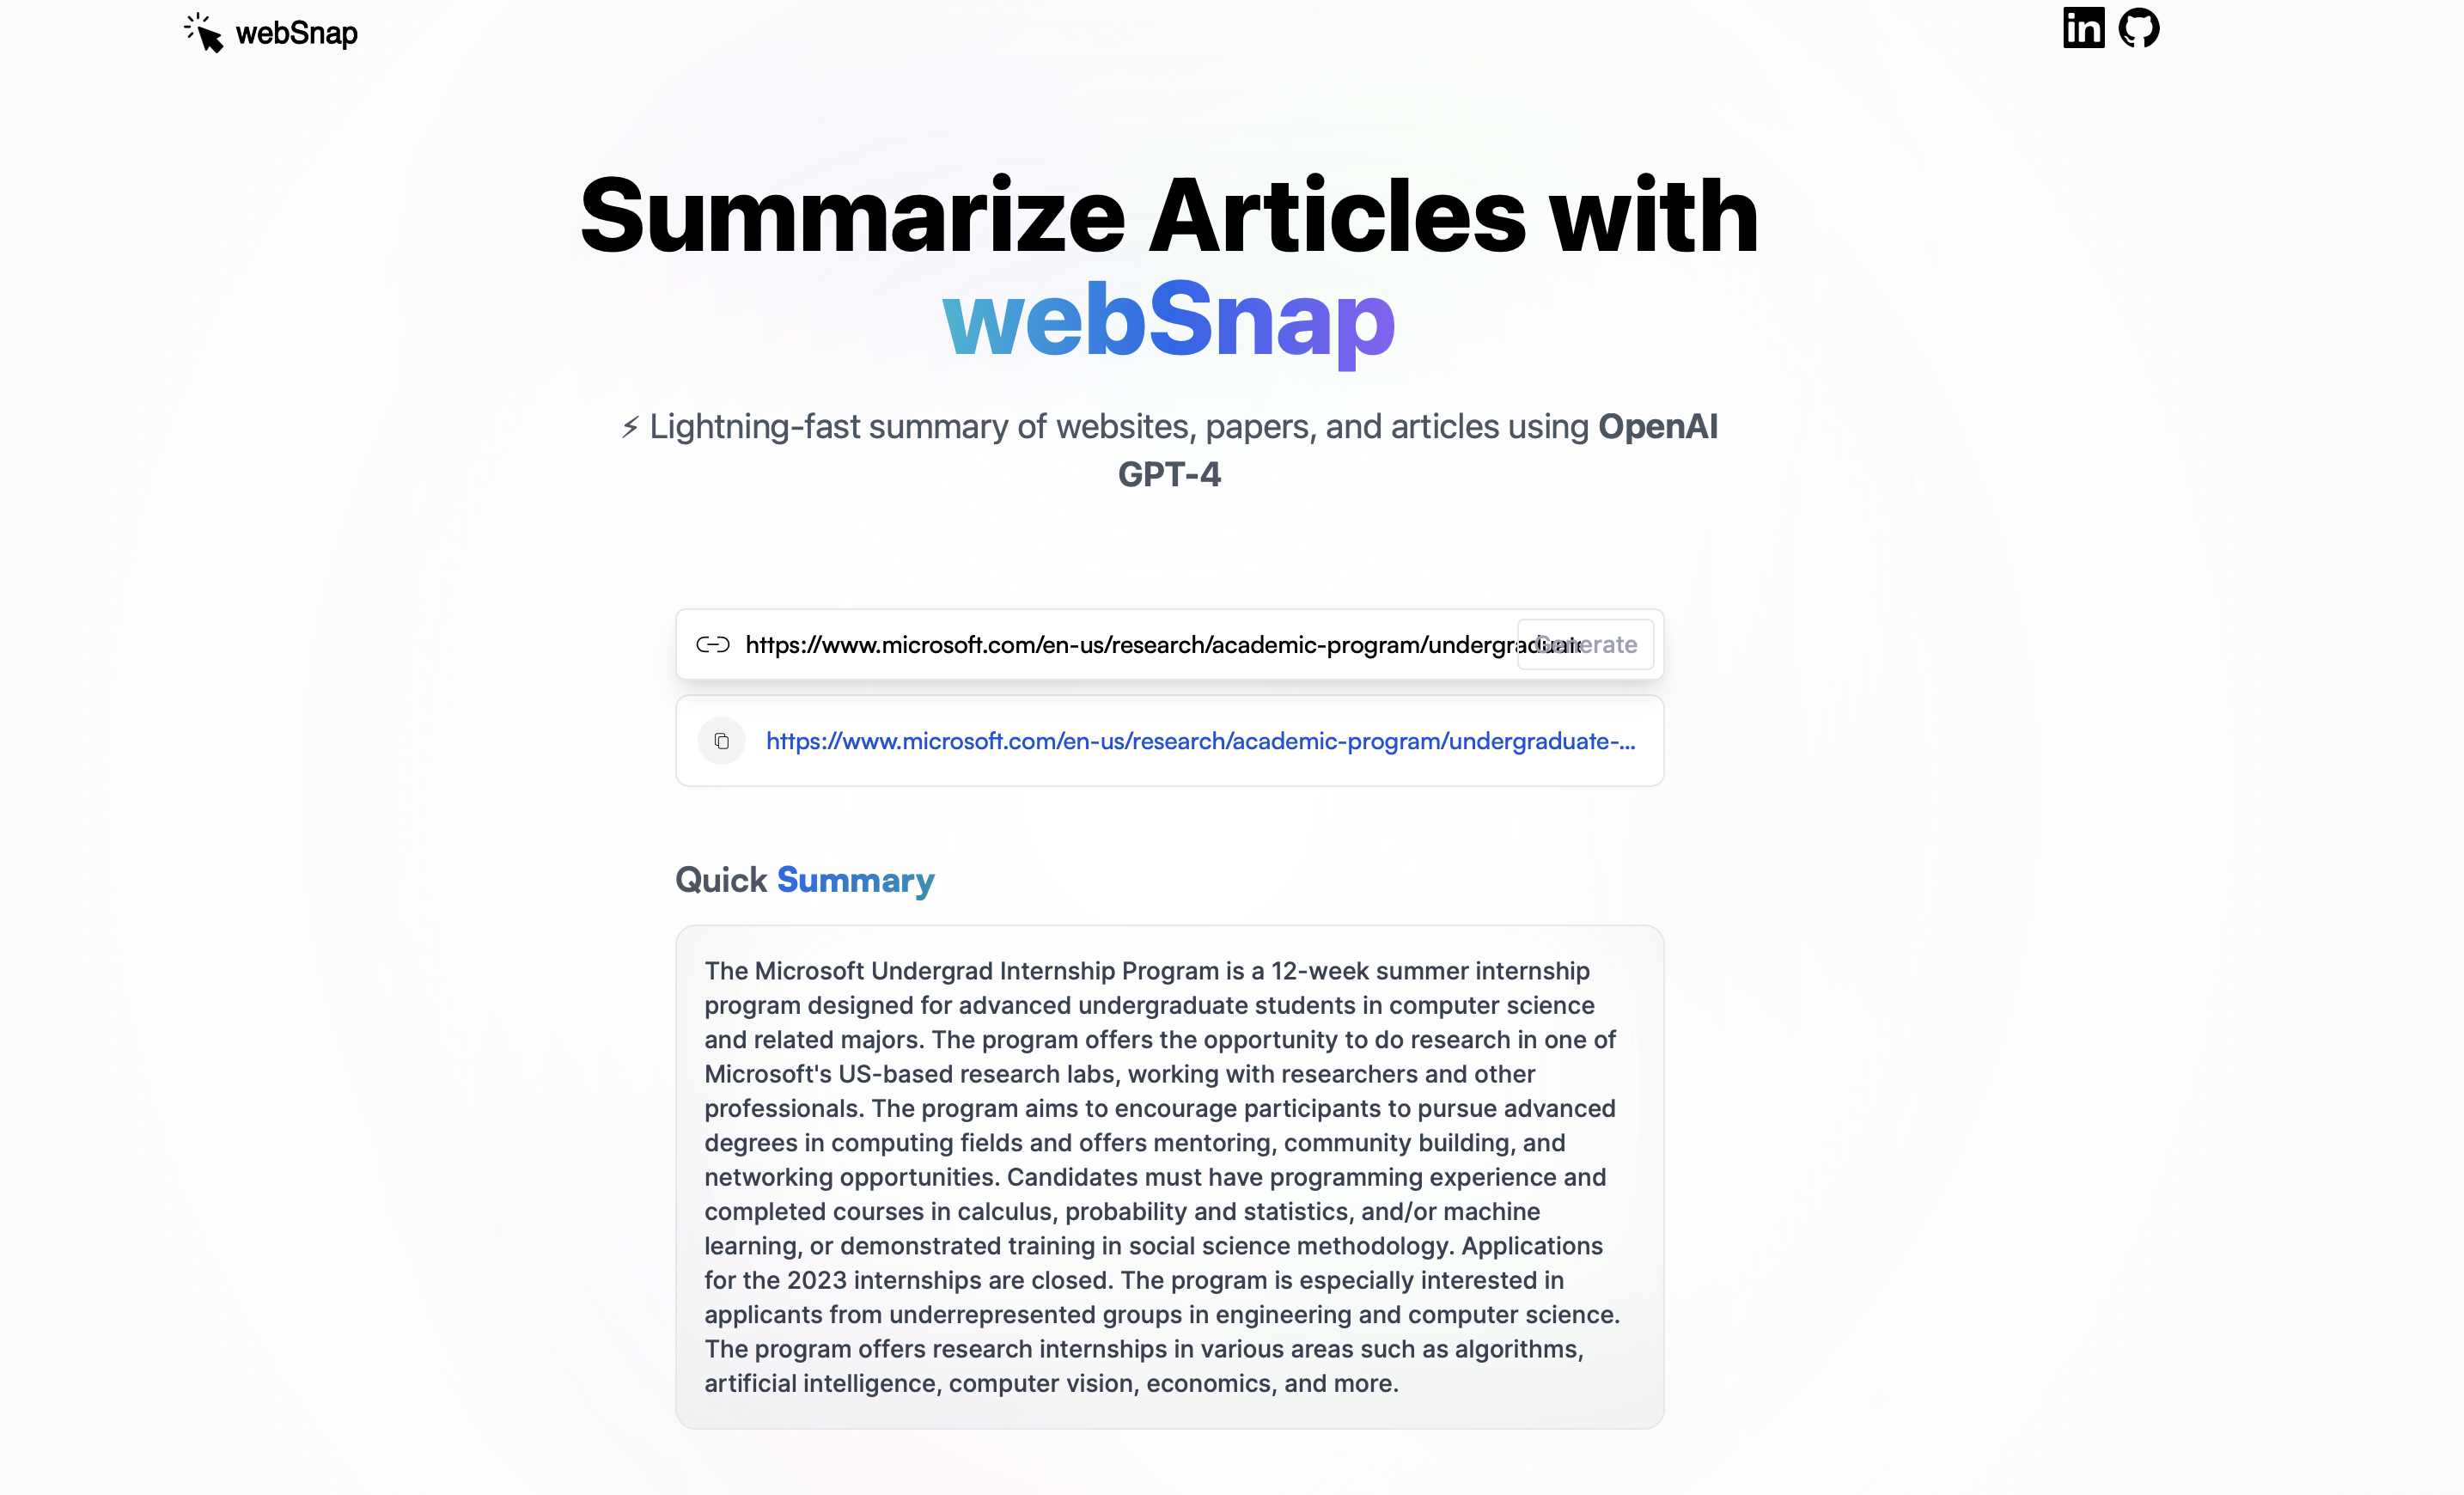 webSnap
in
Summarize Articles with
webSnap
⚡ Lightning-fast summary of websites, papers, and articles using OpenAI
GPT-4
https://www.microsoft.com/en-us/research/academic-program/undergraduate
Generate
https://www.microsoft.com/en-us/research/academic-program/undergraduate-...
Quick Summary
The Microsoft Undergrad Internship Program is a 12-week summer internship
program designed for advanced undergraduate students in computer science
and related majors. The program offers the opportunity to do research in one of
Microsoft's US-based research labs, working with researchers and other
professionals. The program aims to encourage participants to pursue advanced
degrees in computing fields and offers mentoring, community building, and
networking opportunities. Candidates must have programming experience and
completed courses in calculus, probability and statistics, and/or machine
learning, or demonstrated training in social science methodology. Applications
for the 2023 internships are closed. The program is especially interested in
applicants from underrepresented groups in engineering and computer science.
The program offers research internships in various areas such as algorithms,
artificial intelligence, computer vision, economics, and more.